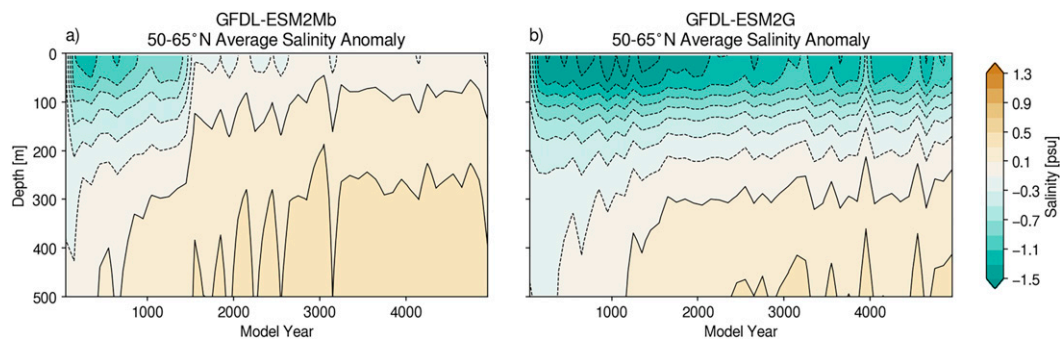 a)
GFDL-ESM2Mb
50-65°N Average Salinity Anomaly
0
100
200
300
400
500
Depth [m]
1000
2000
3000
4000
Model Year
b)
GFDL-ESM2G
50-65°N Average Salinity Anomaly
1000
2000
3000
4000
Model Year
1.3
0.9
0.5
0.1
−0.3
−0.7
−1.1
−1.5
Salinity [psu]